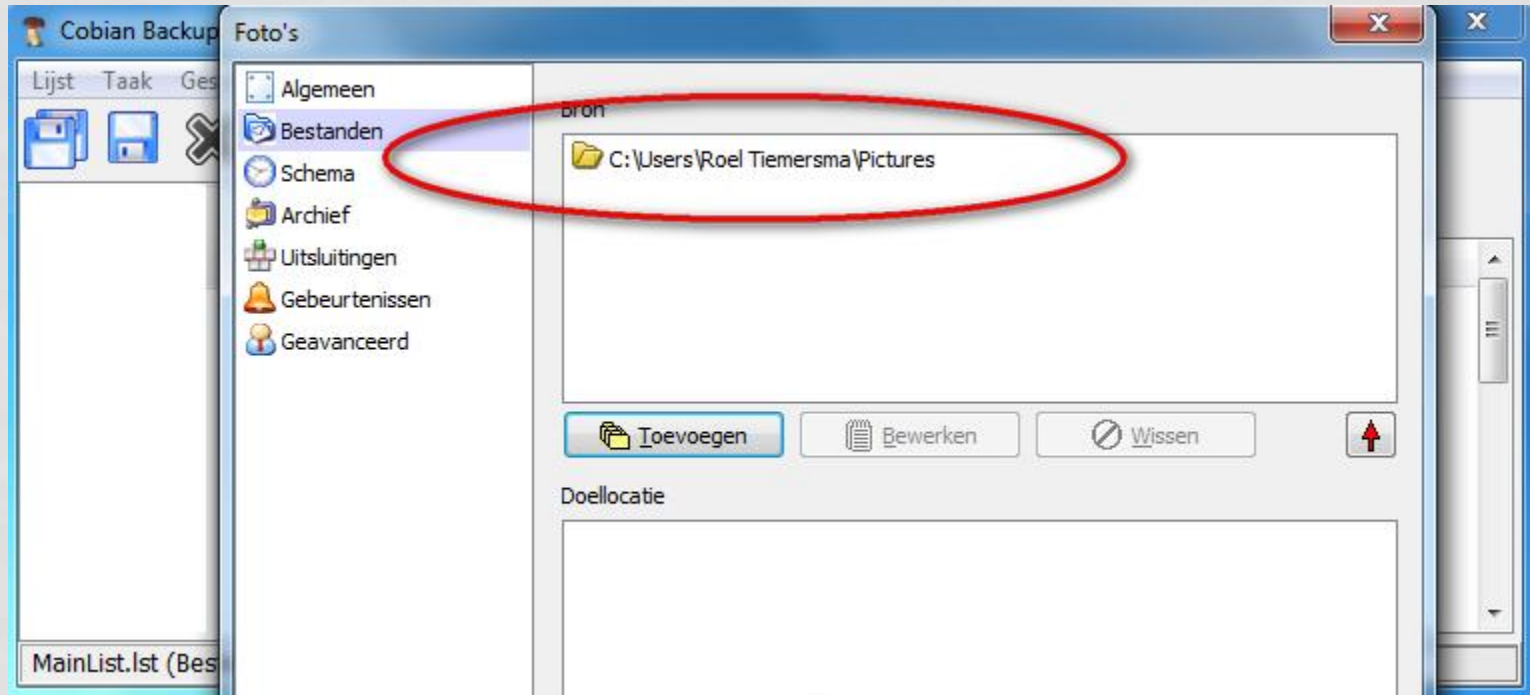 Cobian Backup
Foto's
Lijst Taak Ges
Algemeen
Bestanden
Schema
Archief
Uitsluitingen
Gebeurtenissen
Geavanceerd
Bron
C:\Users\Roel Tiemersma\Pictures
Toevoegen Bewerken Wissen
Doellocatie
MainList.lst (Bes